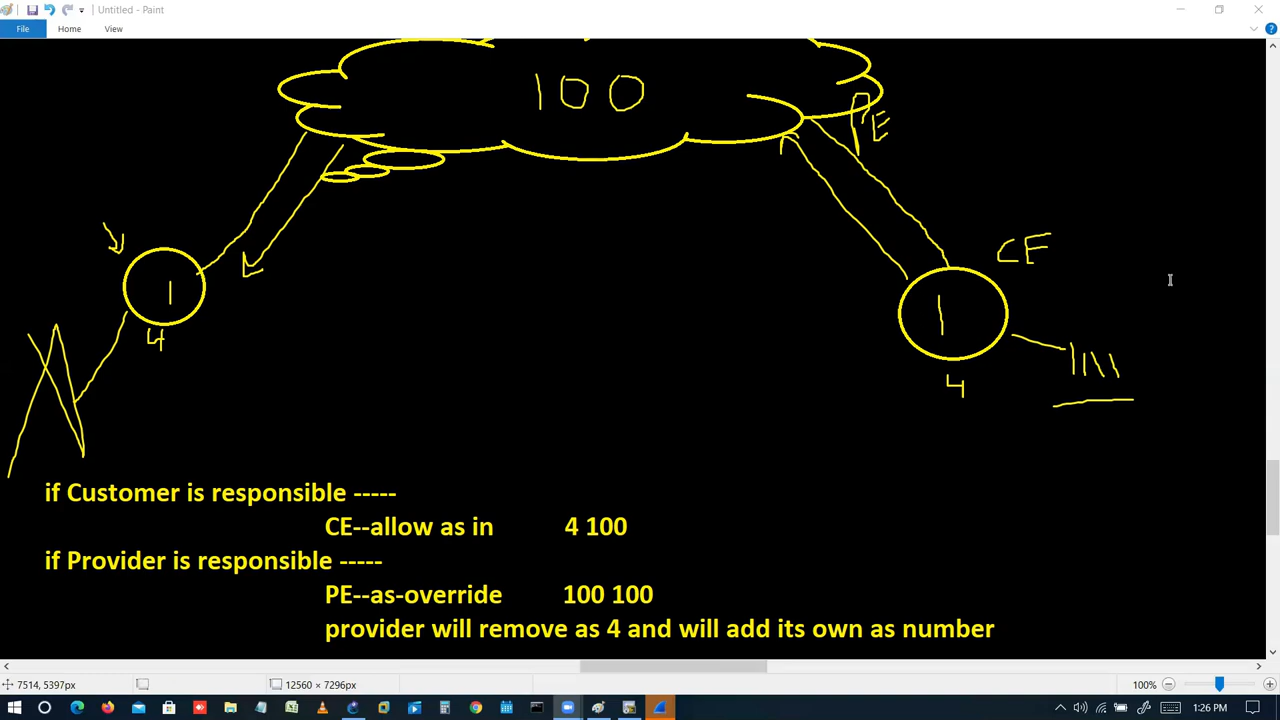 Untitled - Paint
File
Home
View
100
PE
CE
1
4
1
4
if Customer is responsible -----
CE--allow as in 4 100
if Provider is responsible -----
PE--as-override 100 100
provider will remove as 4 and will add its own as number
7514, 5397px
12560 × 7296px
100%
1:26 PM